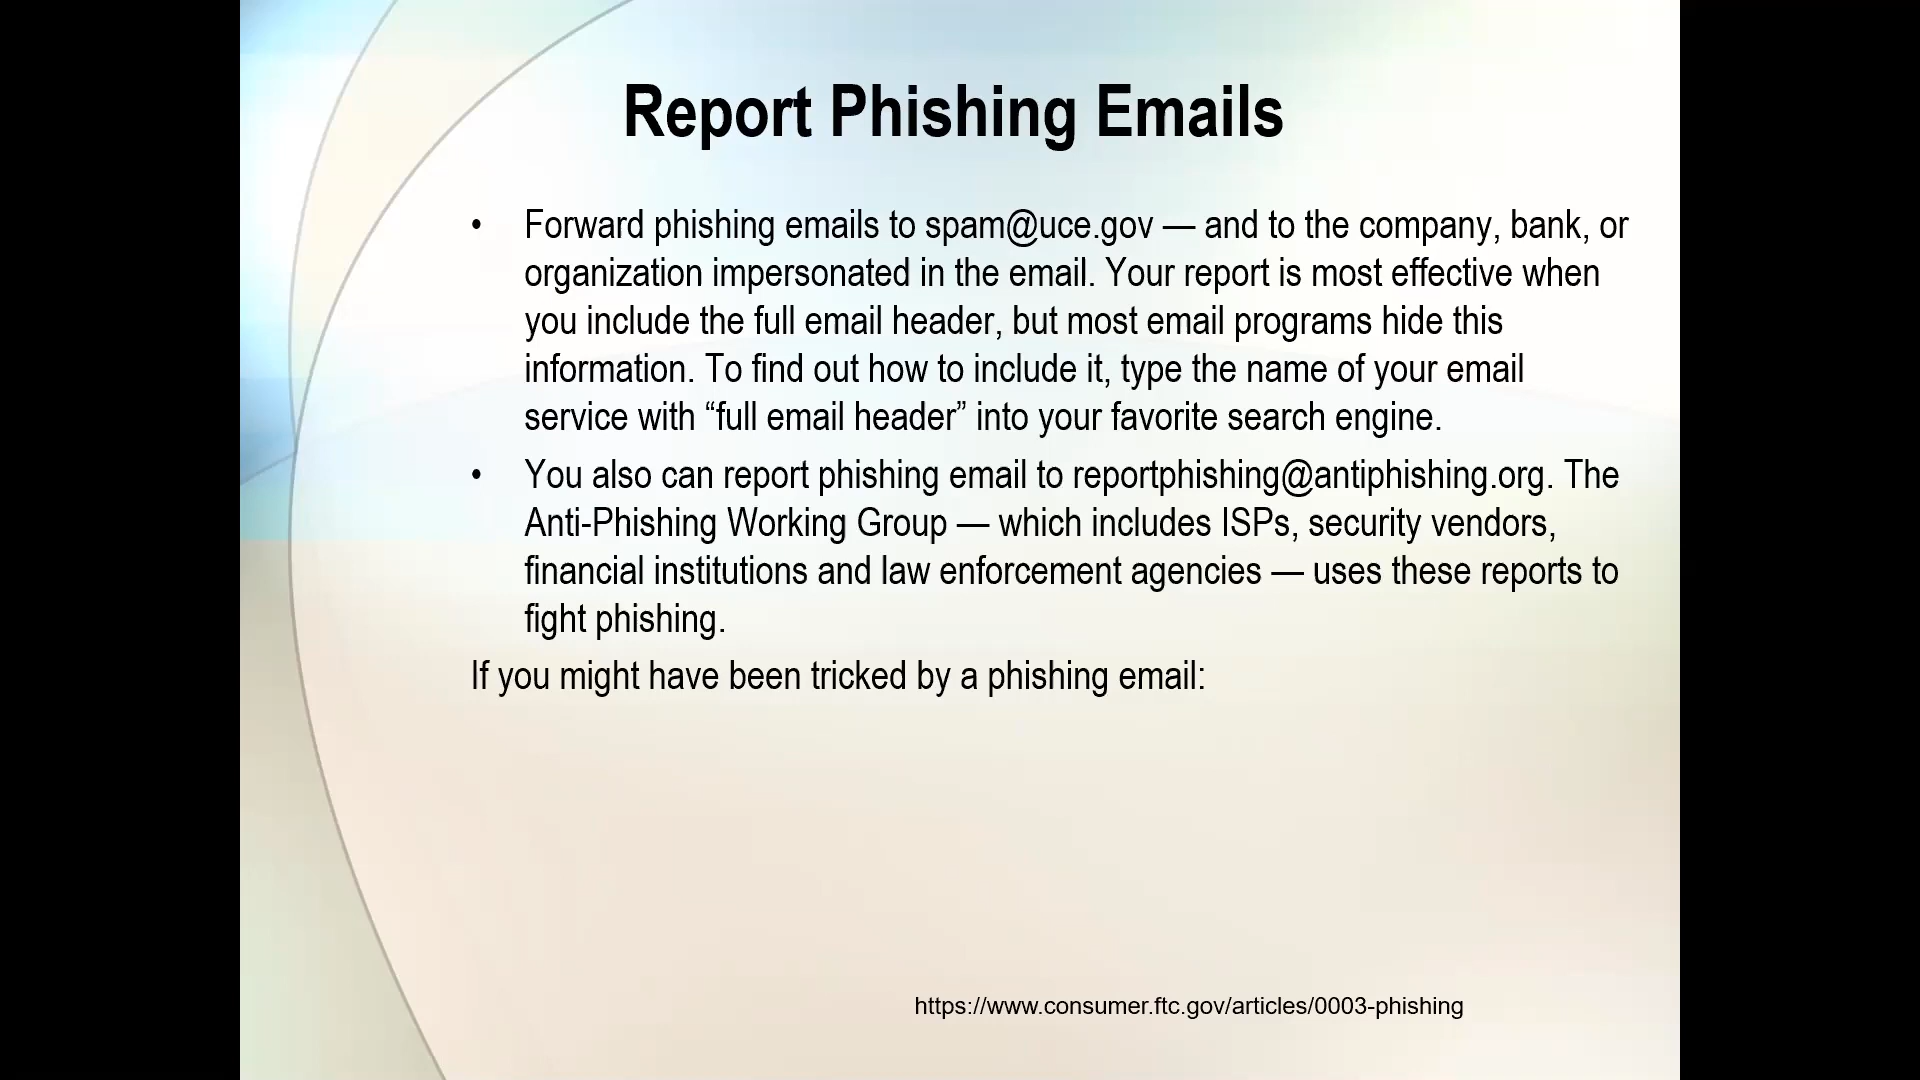 Report Phishing Emails
• Forward phishing emails to spam@uce.gov — and to the company, bank, or
organization impersonated in the email. Your report is most effective when
you include the full email header, but most email programs hide this
information. To find out how to include it, type the name of your email
service with “full email header” into your favorite search engine.
• You also can report phishing email to reportphishing@antiphishing.org. The
Anti-Phishing Working Group — which includes ISPs, security vendors,
financial institutions and law enforcement agencies — uses these reports to
fight phishing.
If you might have been tricked by a phishing email:
https://www.consumer.ftc.gov/articles/0003-phishing